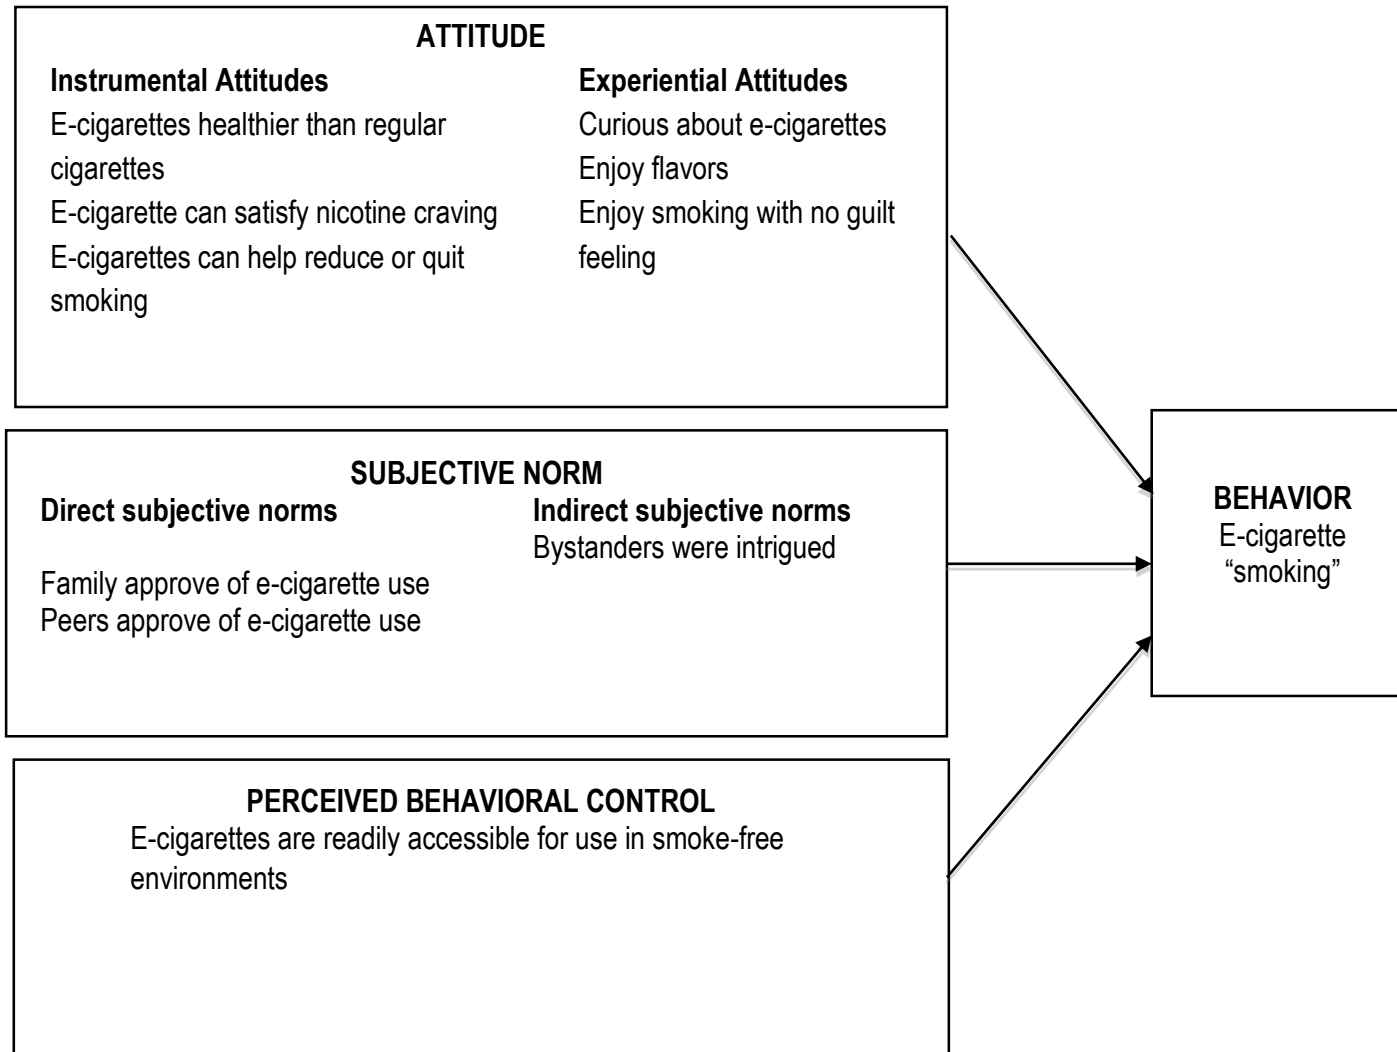 ATTITUDE
Instrumental Attitudes
E-cigarettes healthier than regular
cigarettes
E-cigarette can satisfy nicotine craving
E-cigarettes can help reduce or quit
smoking
Experiential Attitudes
Curious about e-cigarettes
Enjoy flavors
Enjoy smoking with no guilt
feeling
SUBJECTIVE NORM
Direct subjective norms
Family approve of e-cigarette use
Peers approve of e-cigarette use
Indirect subjective norms
Bystanders were intrigued
PERCEIVED BEHAVIORAL CONTROL
E-cigarettes are readily accessible for use in smoke-free
environments
BEHAVIOR
E-cigarette
“smoking”